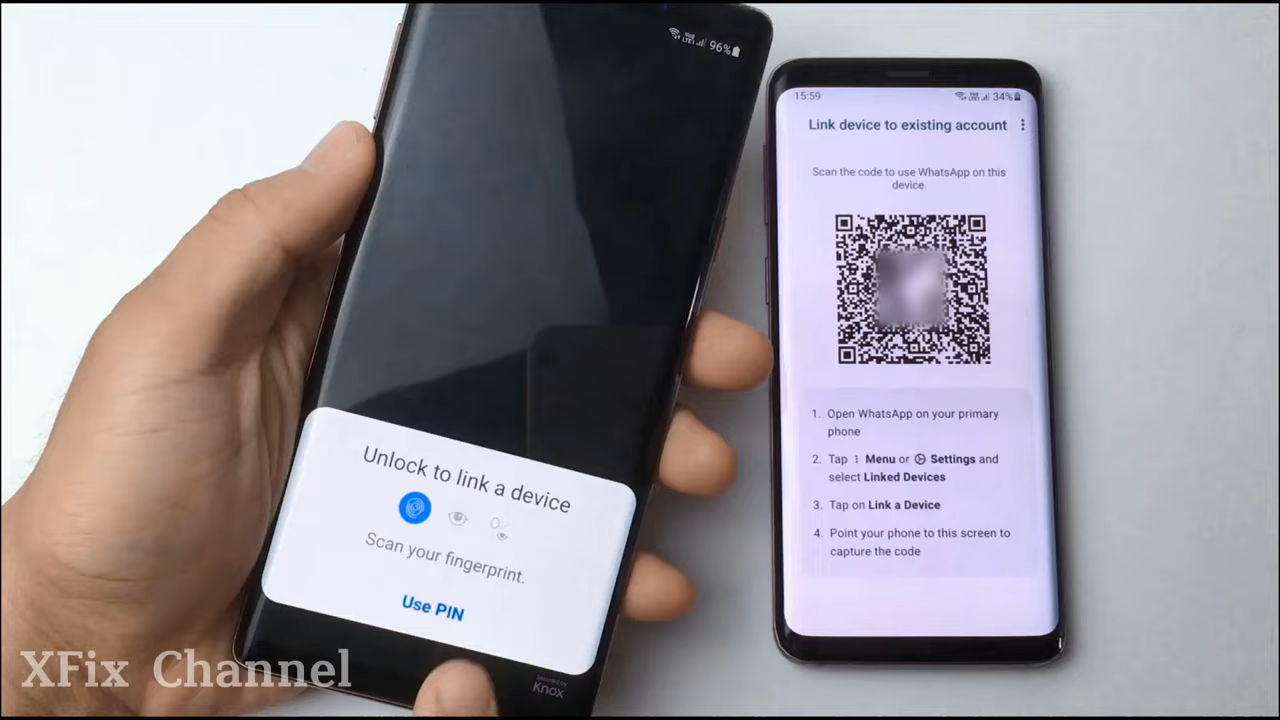 96%
Unlock to link a device
Scan your fingerprint.
Use PIN
Secured by
Knox
15:59
34%
Link device to existing account
Scan the code to use WhatsApp on this
device.
1. Open WhatsApp on your primary
phone
2. Tap Menu or Settings and
select Linked Devices
3. Tap on Link a Device
4. Point your phone to this screen to
capture the code
XFix Channel